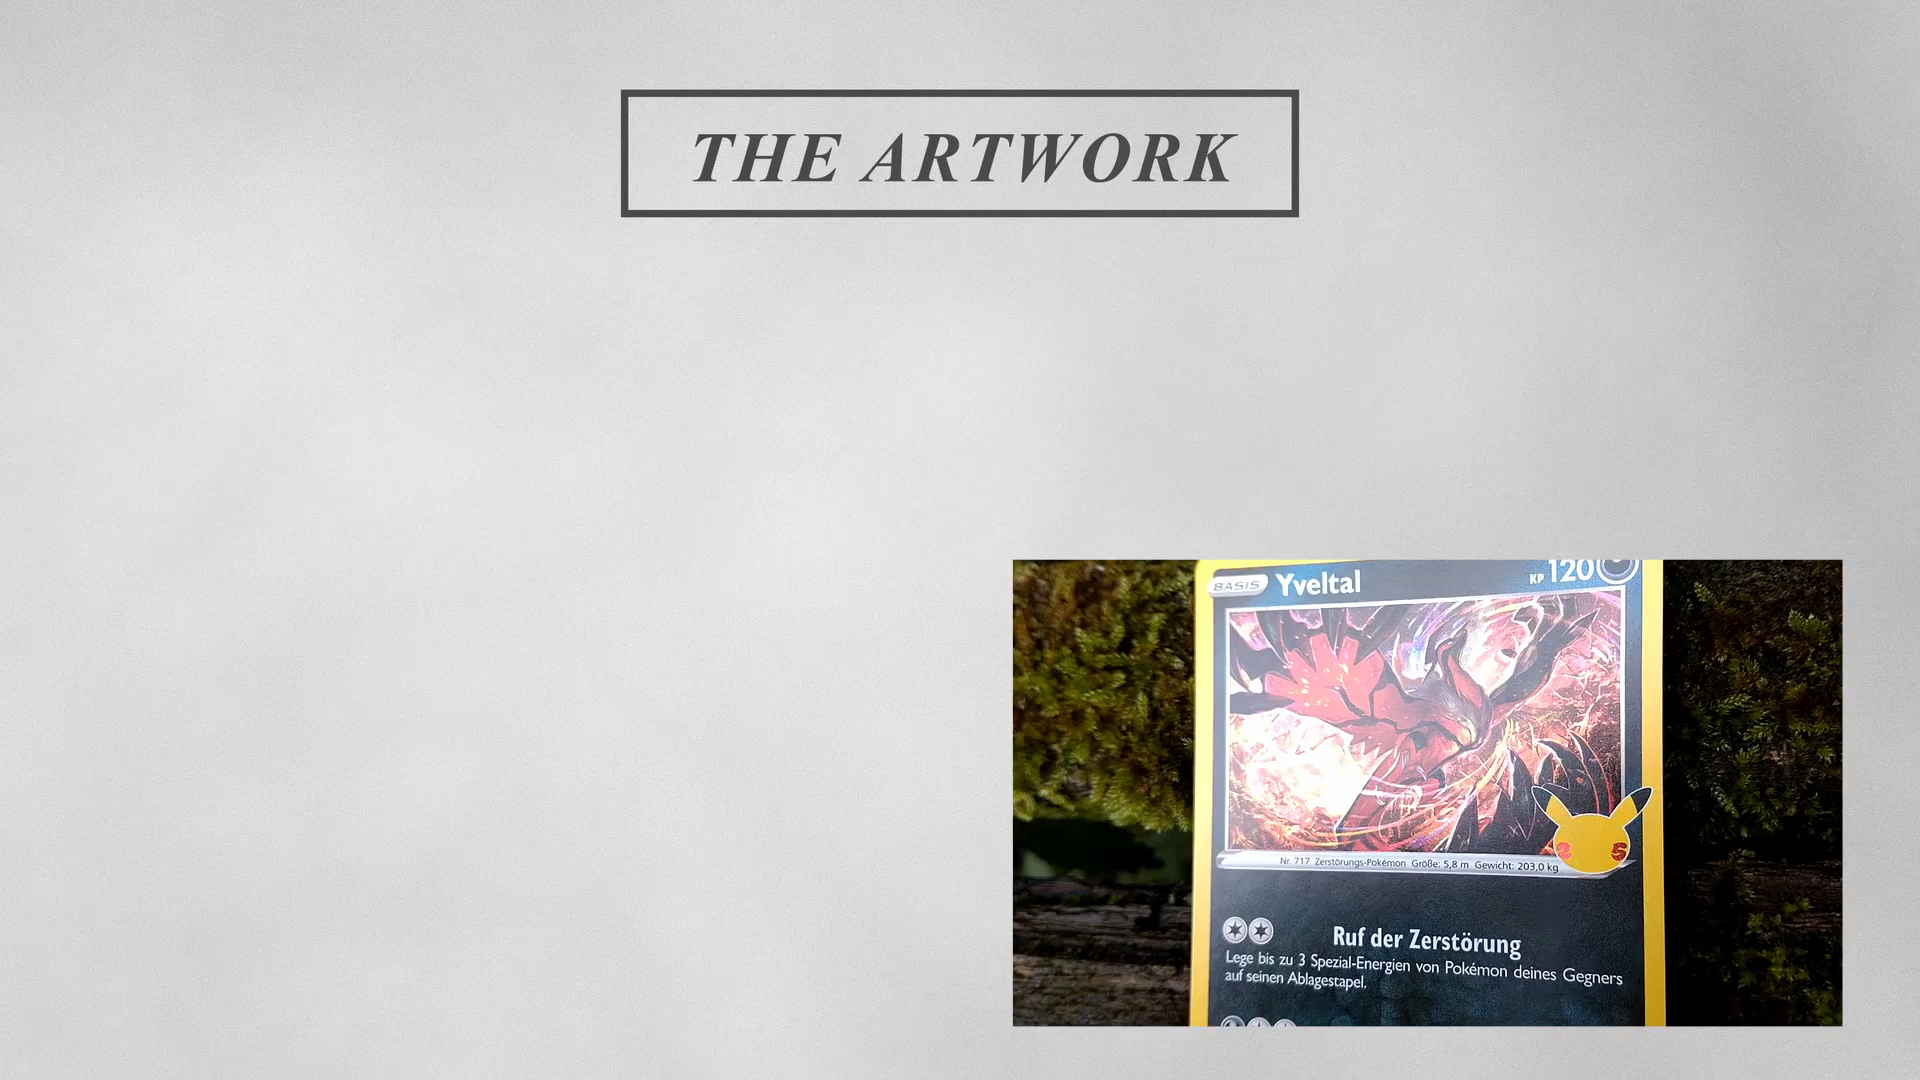 THE ARTWORK
BASIS Yveltal KP 120
Nr. 717 Zerstörungs-Pokémon Größe: 5,8 m Gewicht: 203,0 kg
25
Ruf der Zerstörung
Lege bis zu 3 Spezial-Energien von Pokémon deines Gegners
auf seinen Ablagestapel.